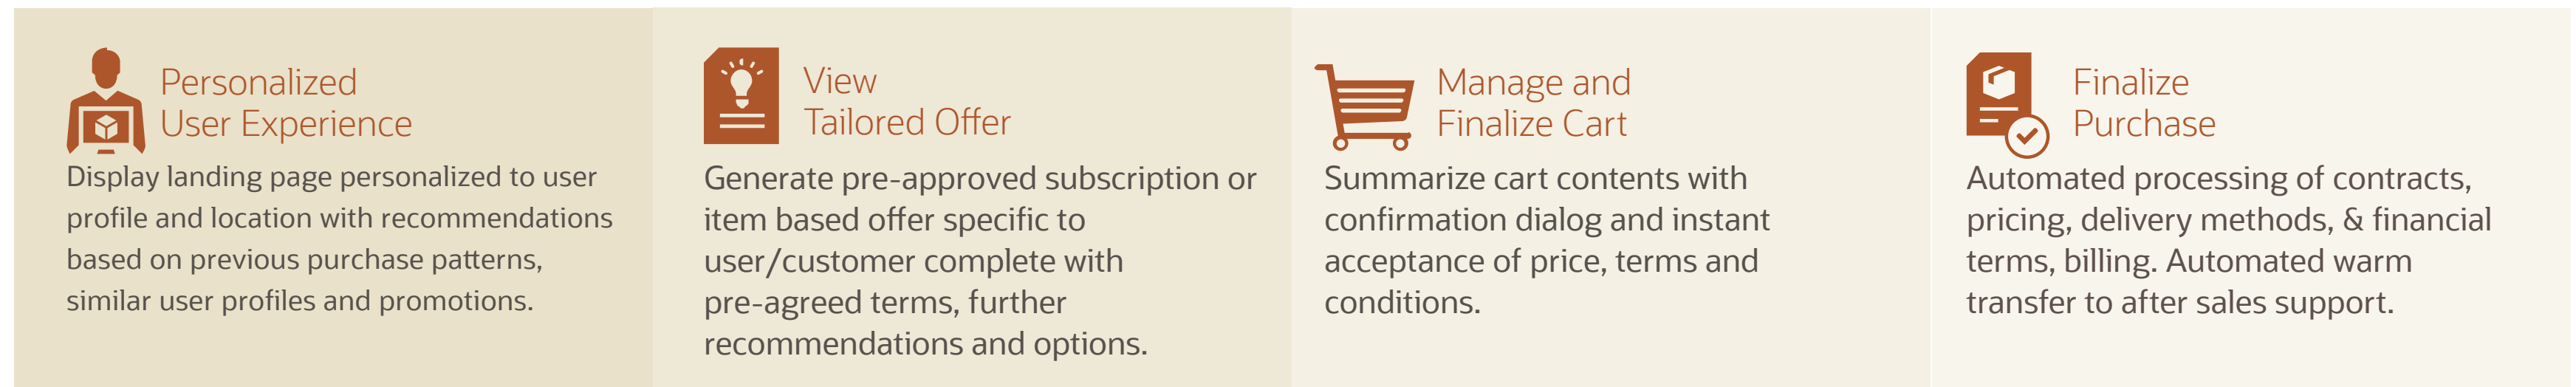 Personalized
User Experience
Display landing page personalized to user
profile and location with recommendations
based on previous purchase patterns,
similar user profiles and promotions.
View
Tailored Offer
Generate pre-approved subscription or
item based offer specific to
user/customer complete with
pre-agreed terms, further
recommendations and options.
Manage and
Finalize Cart
Summarize cart contents with
confirmation dialog and instant
acceptance of price, terms and
conditions.
Finalize
Purchase
Automated processing of contracts,
pricing, delivery methods, & financial
terms, billing. Automated warm
transfer to after sales support.